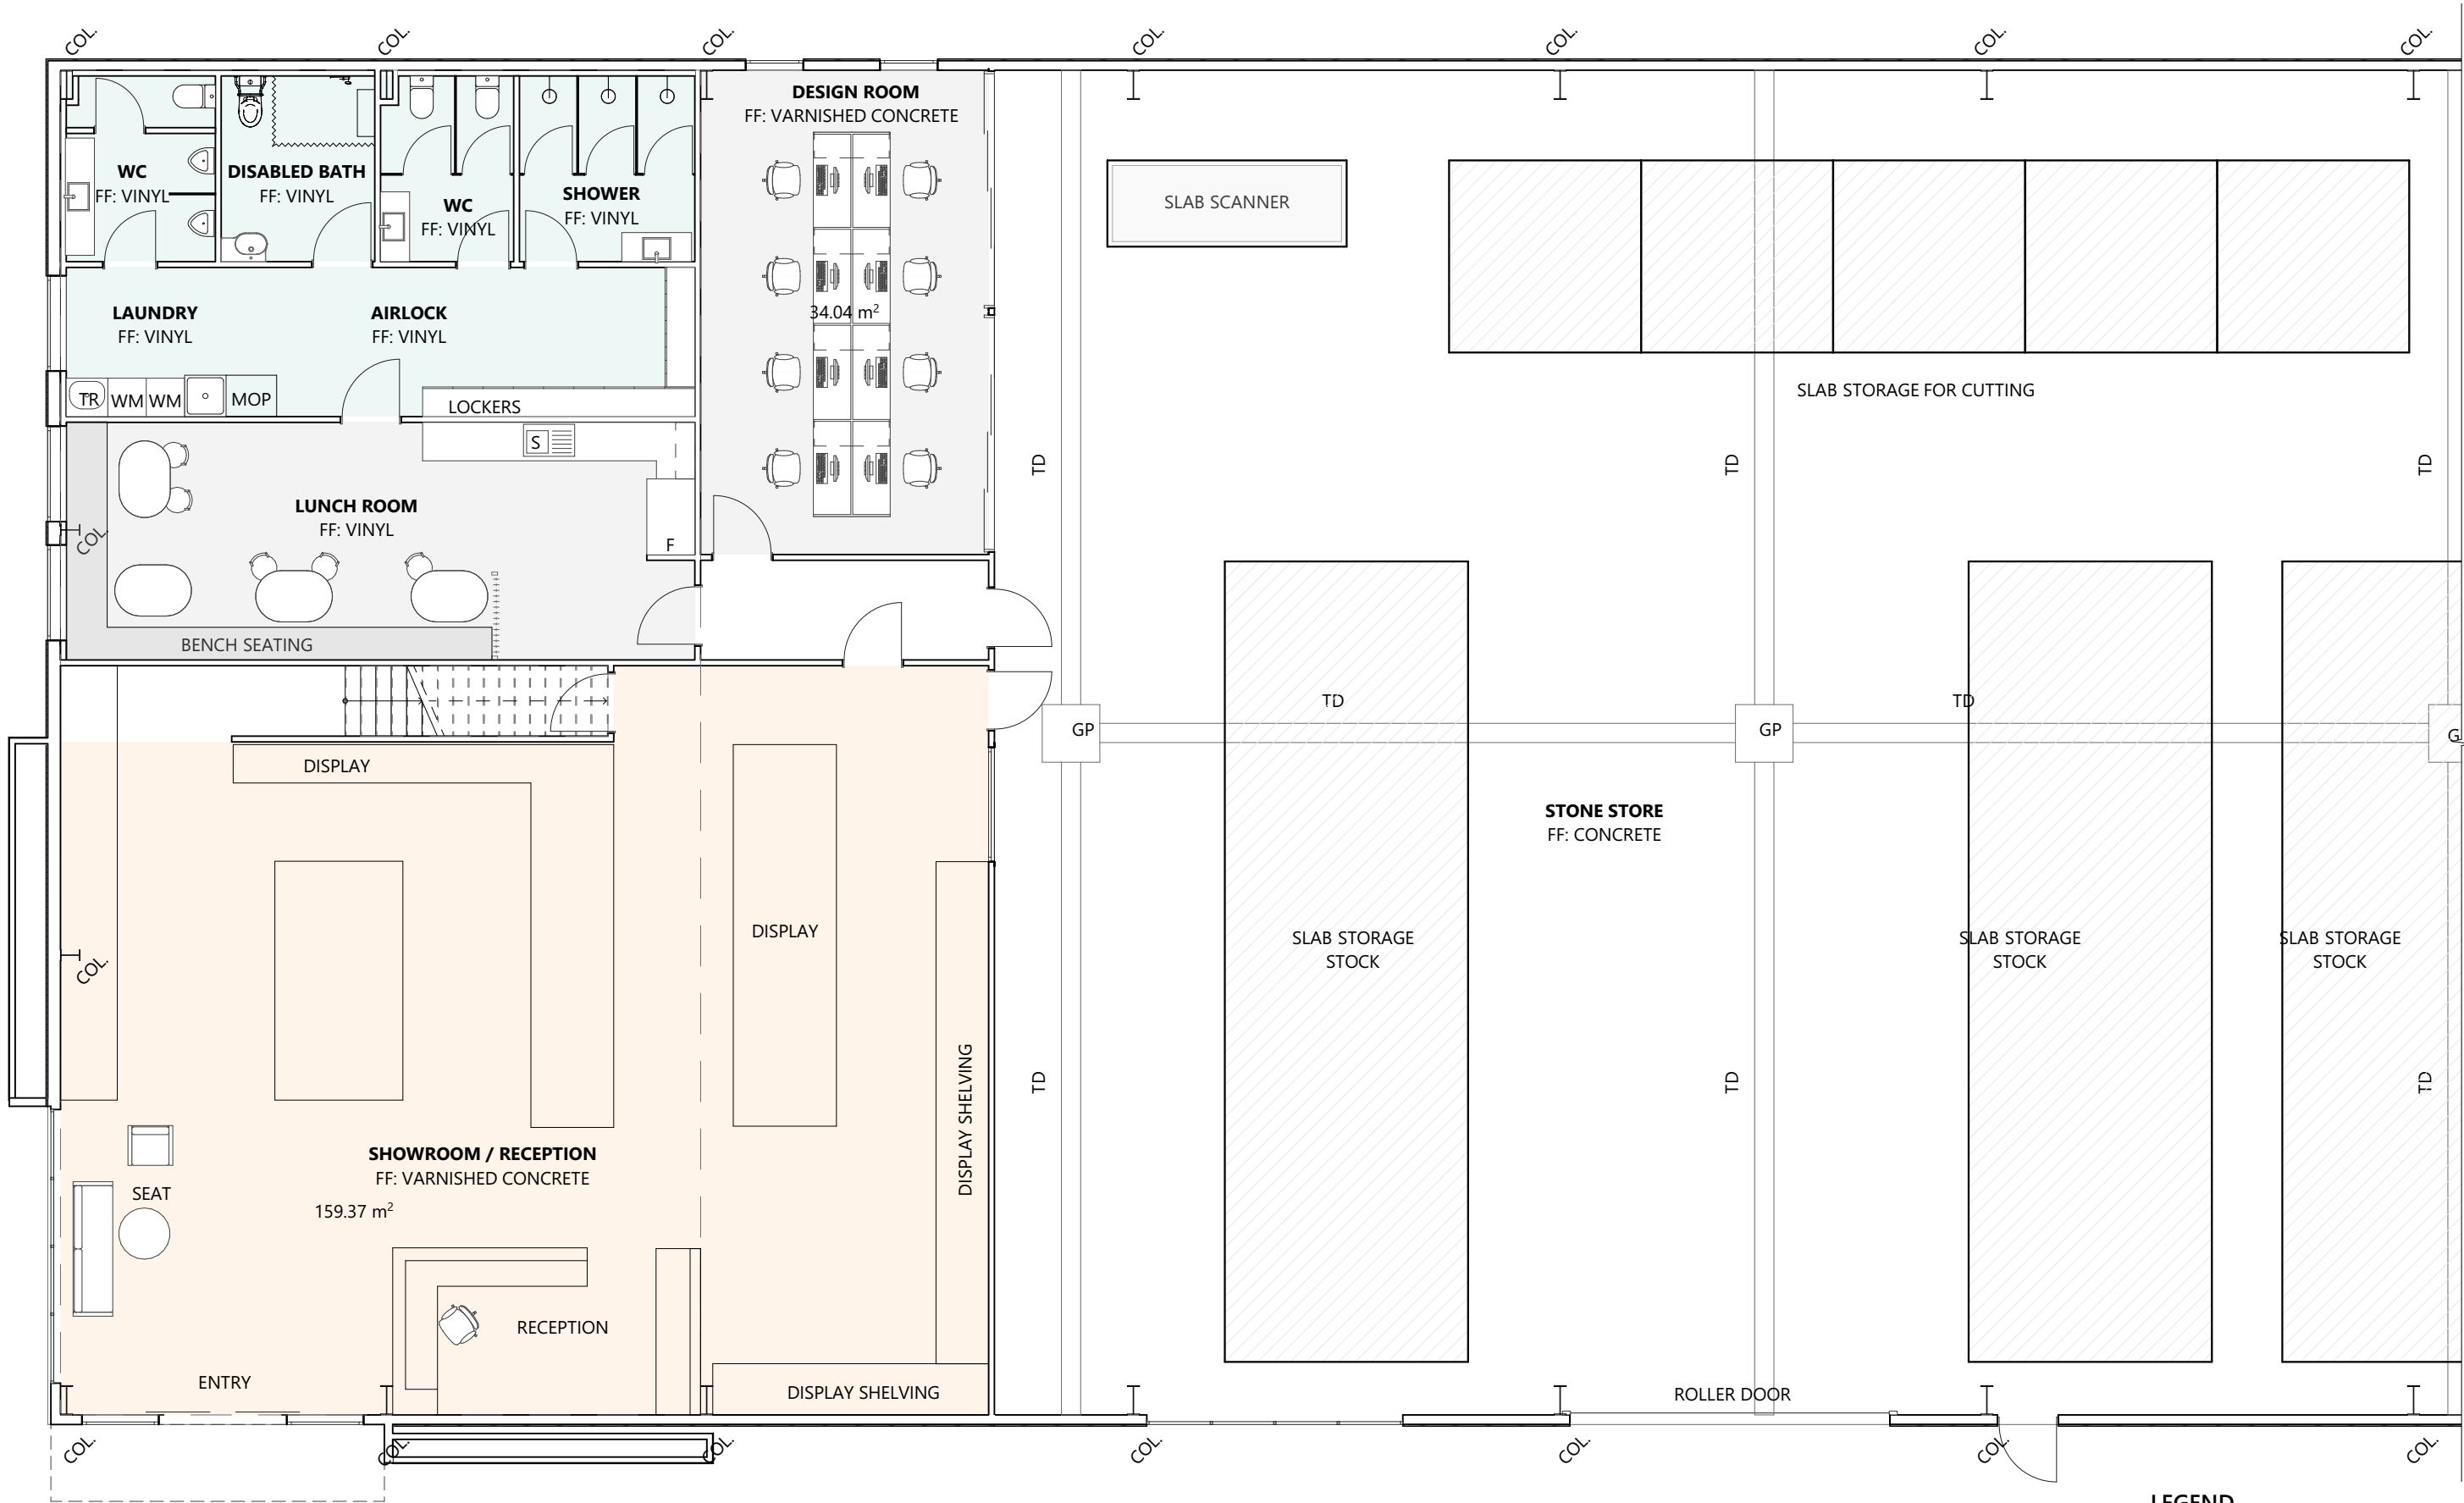 COL.
COL.
COL.
COL.
COL.
COL.
COL.
DESIGN ROOM
FF: VARNISHED CONCRETE
WC
FF: VINYL
DISABLED BATH
FF: VINYL
WC
FF: VINYL
SHOWER
FF: VINYL
SLAB SCANNER
34.04 m²
LAUNDRY
FF: VINYL
AIRLOCK
FF: VINYL
TR
WM
WM
MOP
LOCKERS
SLAB STORAGE FOR CUTTING
S
TD
TD
TD
LUNCH ROOM
FF: VINYL
COL.
F
BENCH SEATING
TD
TD
GP
GP
G
DISPLAY
STONE STORE
FF: CONCRETE
DISPLAY
SLAB STORAGE
STOCK
SLAB STORAGE
STOCK
SLAB STORAGE
STOCK
COL.
TD
TD
TD
DISPLAY SHELVING
SHOWROOM / RECEPTION
FF: VARNISHED CONCRETE
159.37 m²
SEAT
RECEPTION
ENTRY
DISPLAY SHELVING
ROLLER DOOR
COL.
COL.
COL.
COL.
COL.
COL.
COL.
LEGEND